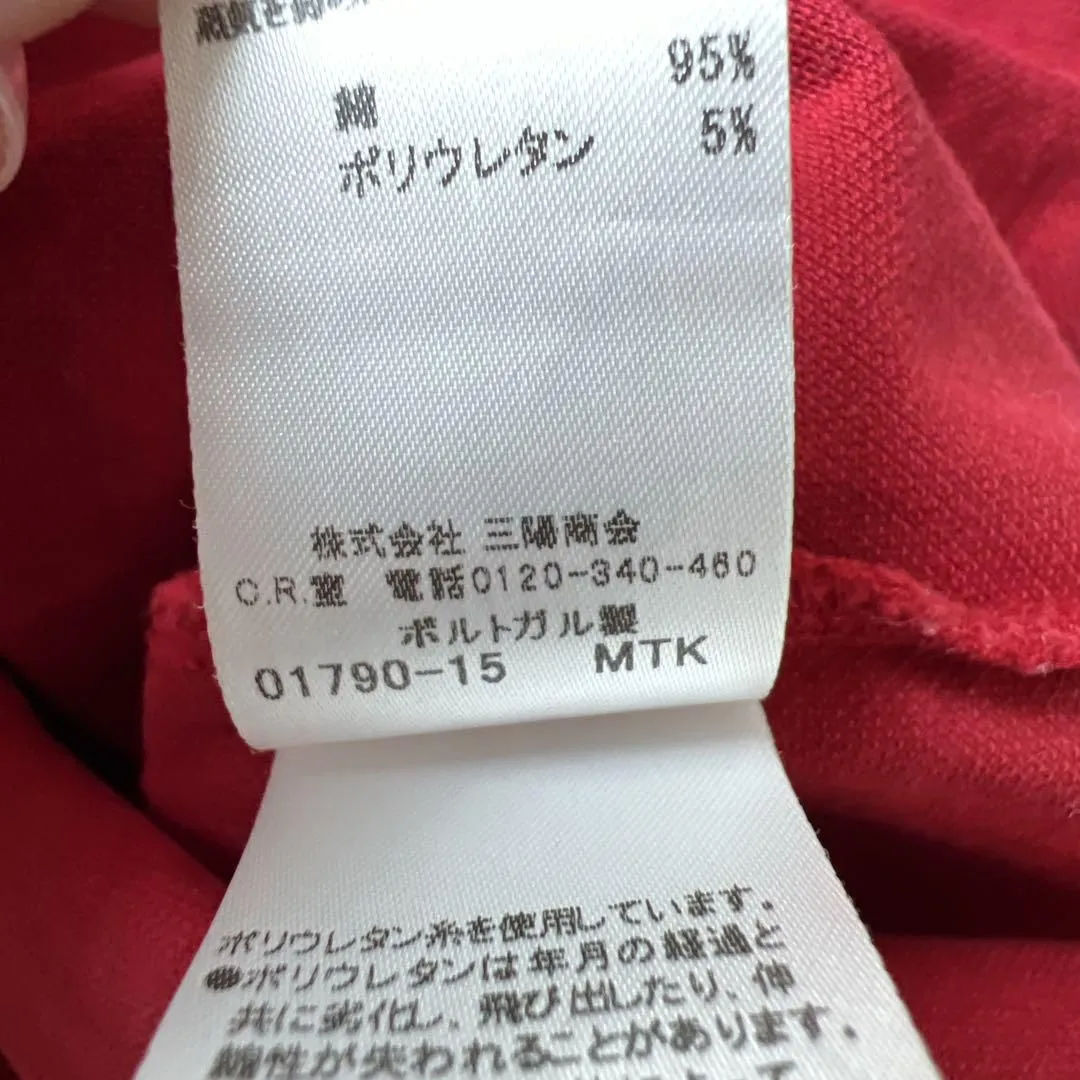 綿 95%
ポリウレタン 5%
株式会社 三陽商会
C.R.室 電話0120-340-460
ポルトガル製
01790-15 MTK
ポリウレタン糸を使用しています。
●ポリウレタンは年月の経過と
共に劣化し、飛び出したり、伸
縮性が失われることがあります。